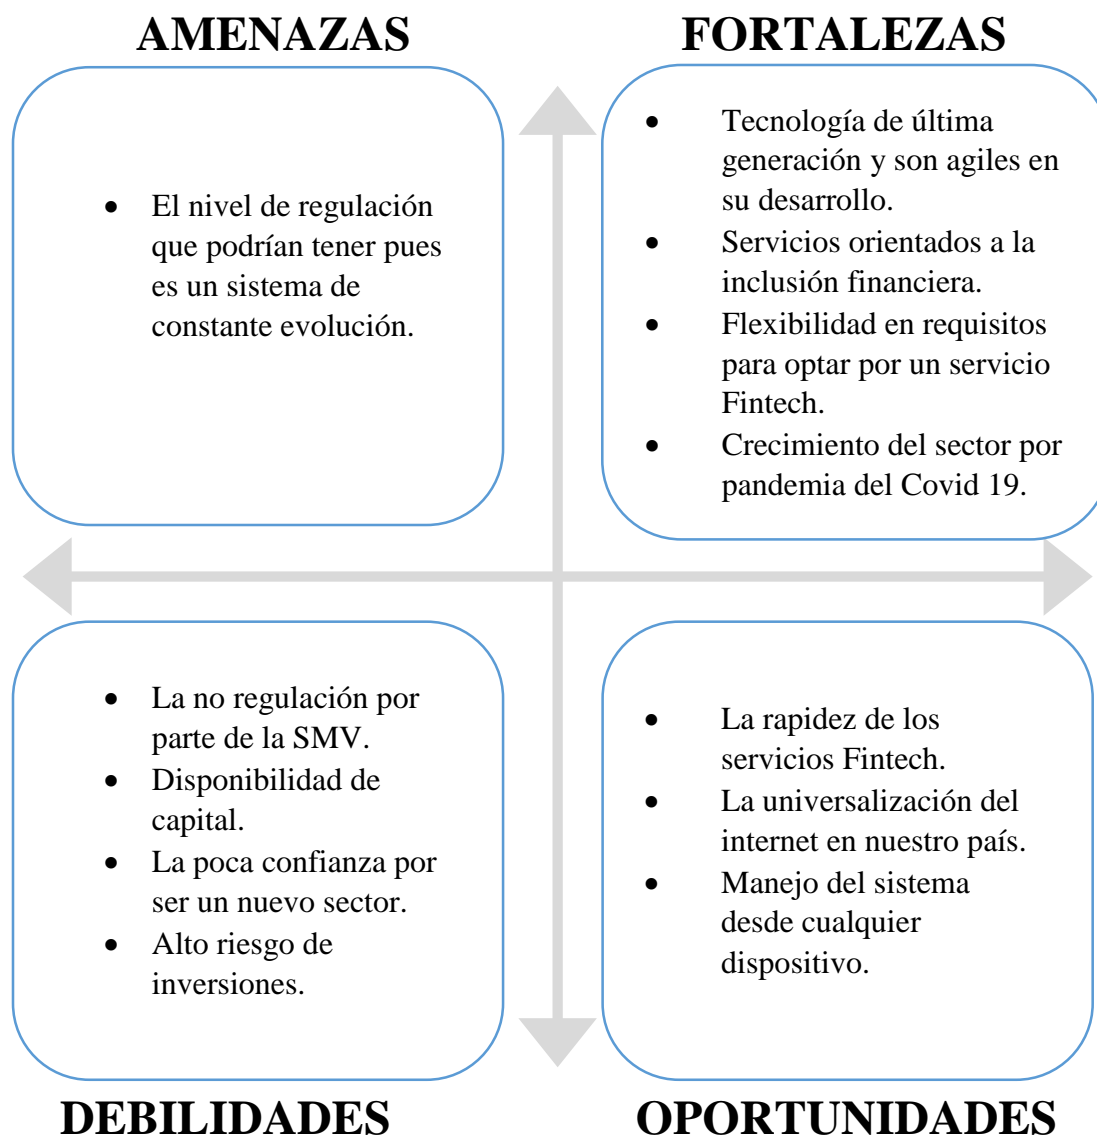 AMENAZAS
• El nivel de regulación
que podrían tener pues
es un sistema de
constante evolución.
FORTALEZAS
• Tecnología de última
generación y son agiles en
su desarrollo.
• Servicios orientados a la
inclusión financiera.
• Flexibilidad en requisitos
para optar por un servicio
Fintech.
• Crecimiento del sector por
pandemia del Covid 19.
• La no regulación por
parte de la SMV.
• Disponibilidad de
capital.
• La poca confianza por
ser un nuevo sector.
• Alto riesgo de
inversiones.
DEBILIDADES
• La rapidez de los
servicios Fintech.
• La universalización del
internet en nuestro país.
• Manejo del sistema
desde cualquier
dispositivo.
OPORTUNIDADES